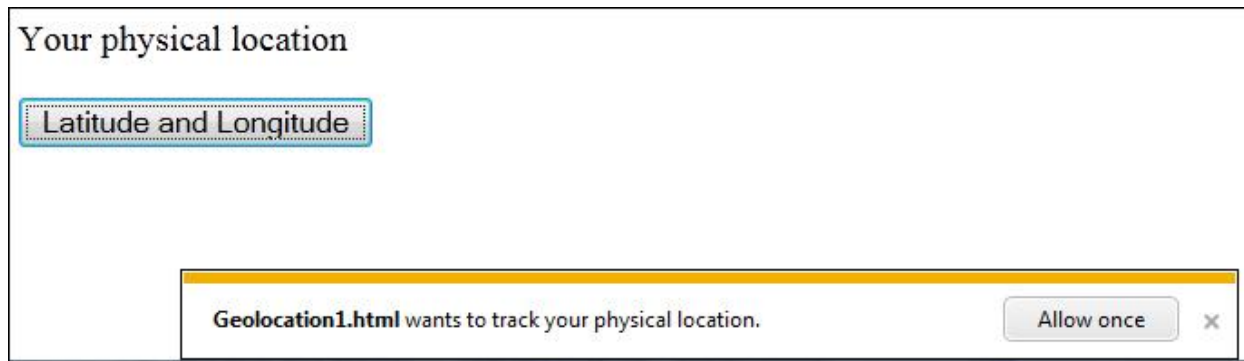 Your physical location
Latitude and Longitude
Geolocation1.html wants to track your physical location.
Allow once
×